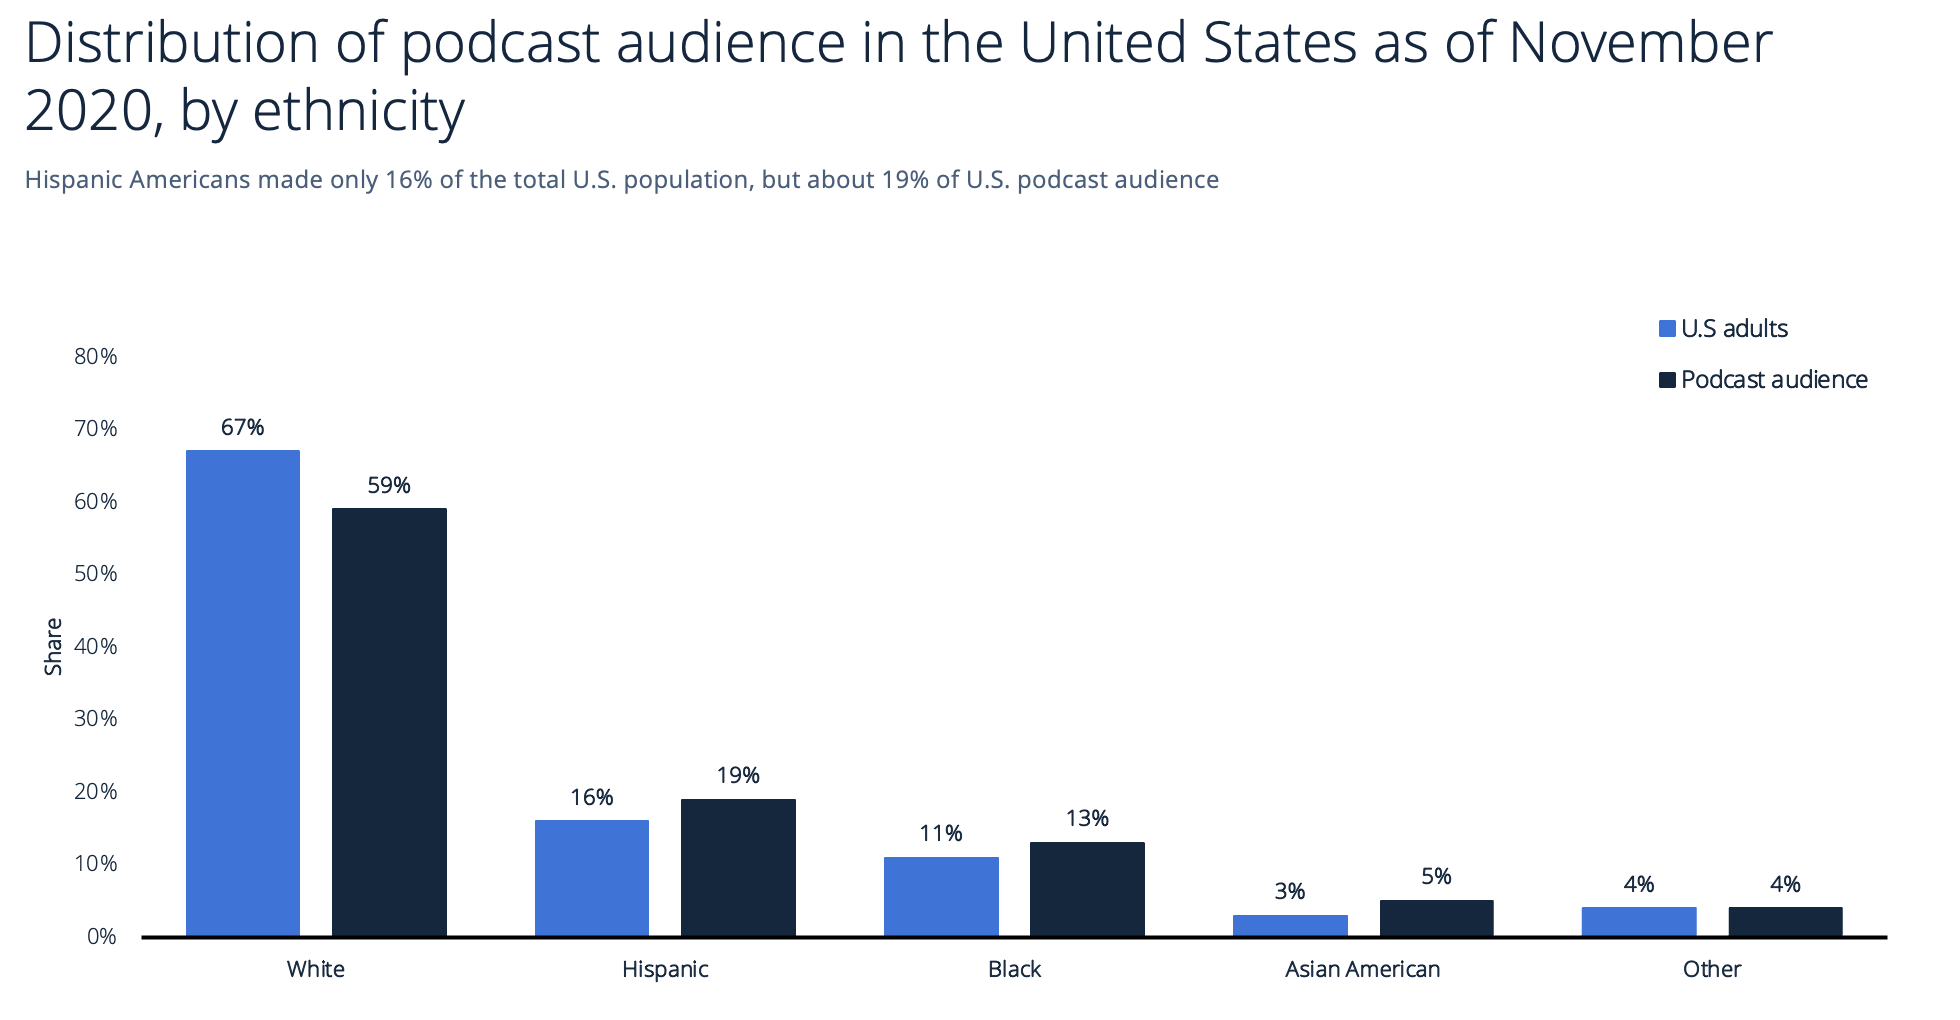 Distribution of podcast audience in the United States as of November
2020, by ethnicity
Hispanic Americans made only 16% of the total U.S. population, but about 19% of U.S. podcast audience
U.S adults
Podcast audience
80%
70%
60%
50%
40%
30%
20%
10%
0%
Share
67%
59%
16%
19%
11%
13%
3%
5%
4%
4%
White
Hispanic
Black
Asian American
Other